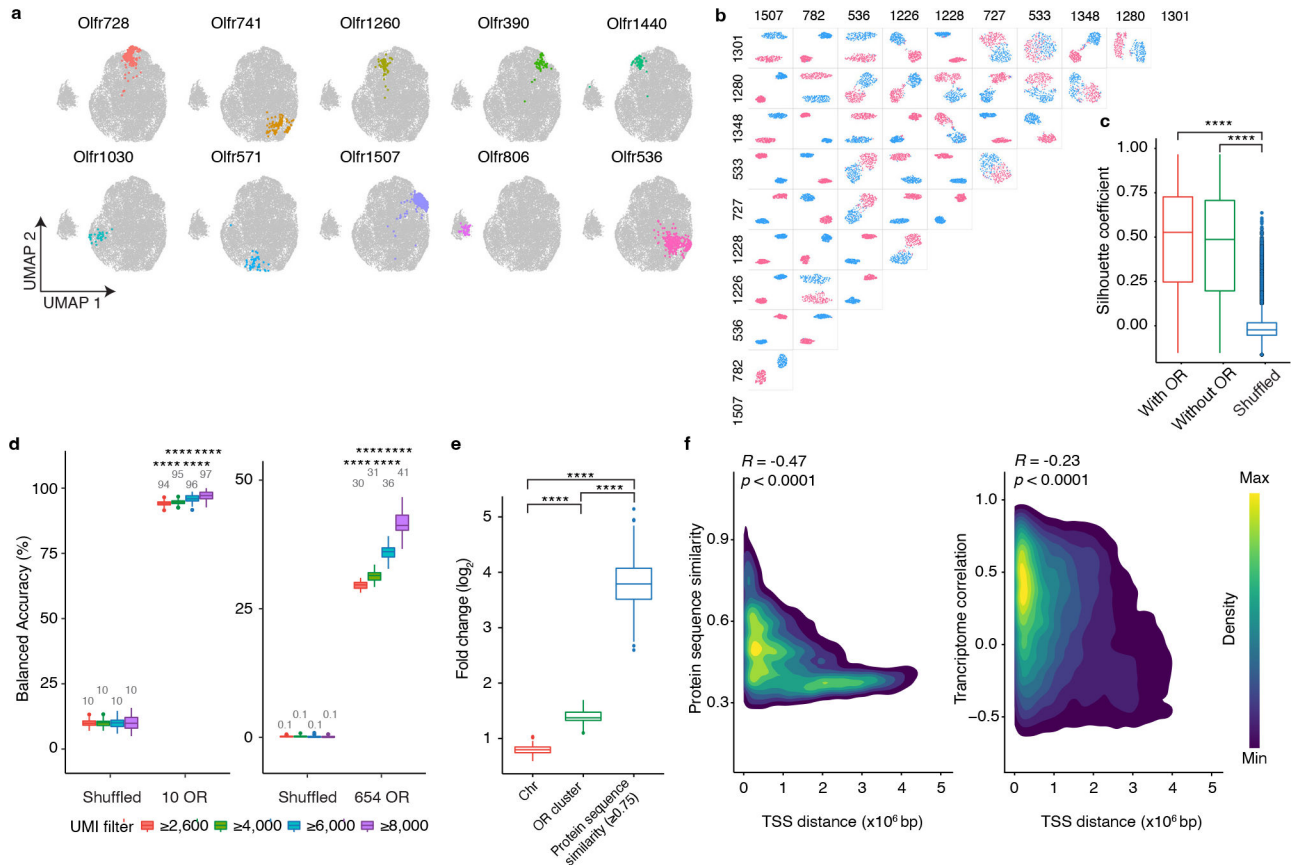 a
Olfr728 Olfr741 Olfr1260 Olfr390 Olfr1440
Olfr1030 Olfr571 Olfr1507 Olfr806 Olfr536
UMAP 2
UMAP 1
b
1507 782 536 1226 1228 727 533 1348 1280 1301
1301
1280
1348
533
727
1228
1226
536
782
1507
c
****
****
Silhouette coefficient
1.00
0.75
0.50
0.25
0.00
With OR
Without OR
Shuffled
d
Balanced Accuracy (%)
100
75
50
25
0
**** ****
**** ****
94 95 96 97
10 10 10 10
Shuffled 10 OR
50
25
0
**** ****
**** ****
30 31 36 41
0.1 0.1 0.1 0.1
Shuffled 654 OR
UMI filter ≥2,600 ≥4,000 ≥6,000 ≥8,000
e
****
**** ****
Fold change (log2)
5
4
3
2
1
Chr
OR cluster
Protein sequence
similarity (≥0.75)
f
R = -0.47
p < 0.0001
Protein sequence similarity
0.9
0.6
0.3
0 1 2 3 4 5
TSS distance (x10⁶ bp)
R = -0.23
p < 0.0001
Trancriptome correlation
1.0
0.5
0.0
−0.5
0 1 2 3 4 5
TSS distance (x10⁶ bp)
Max
Density
Min